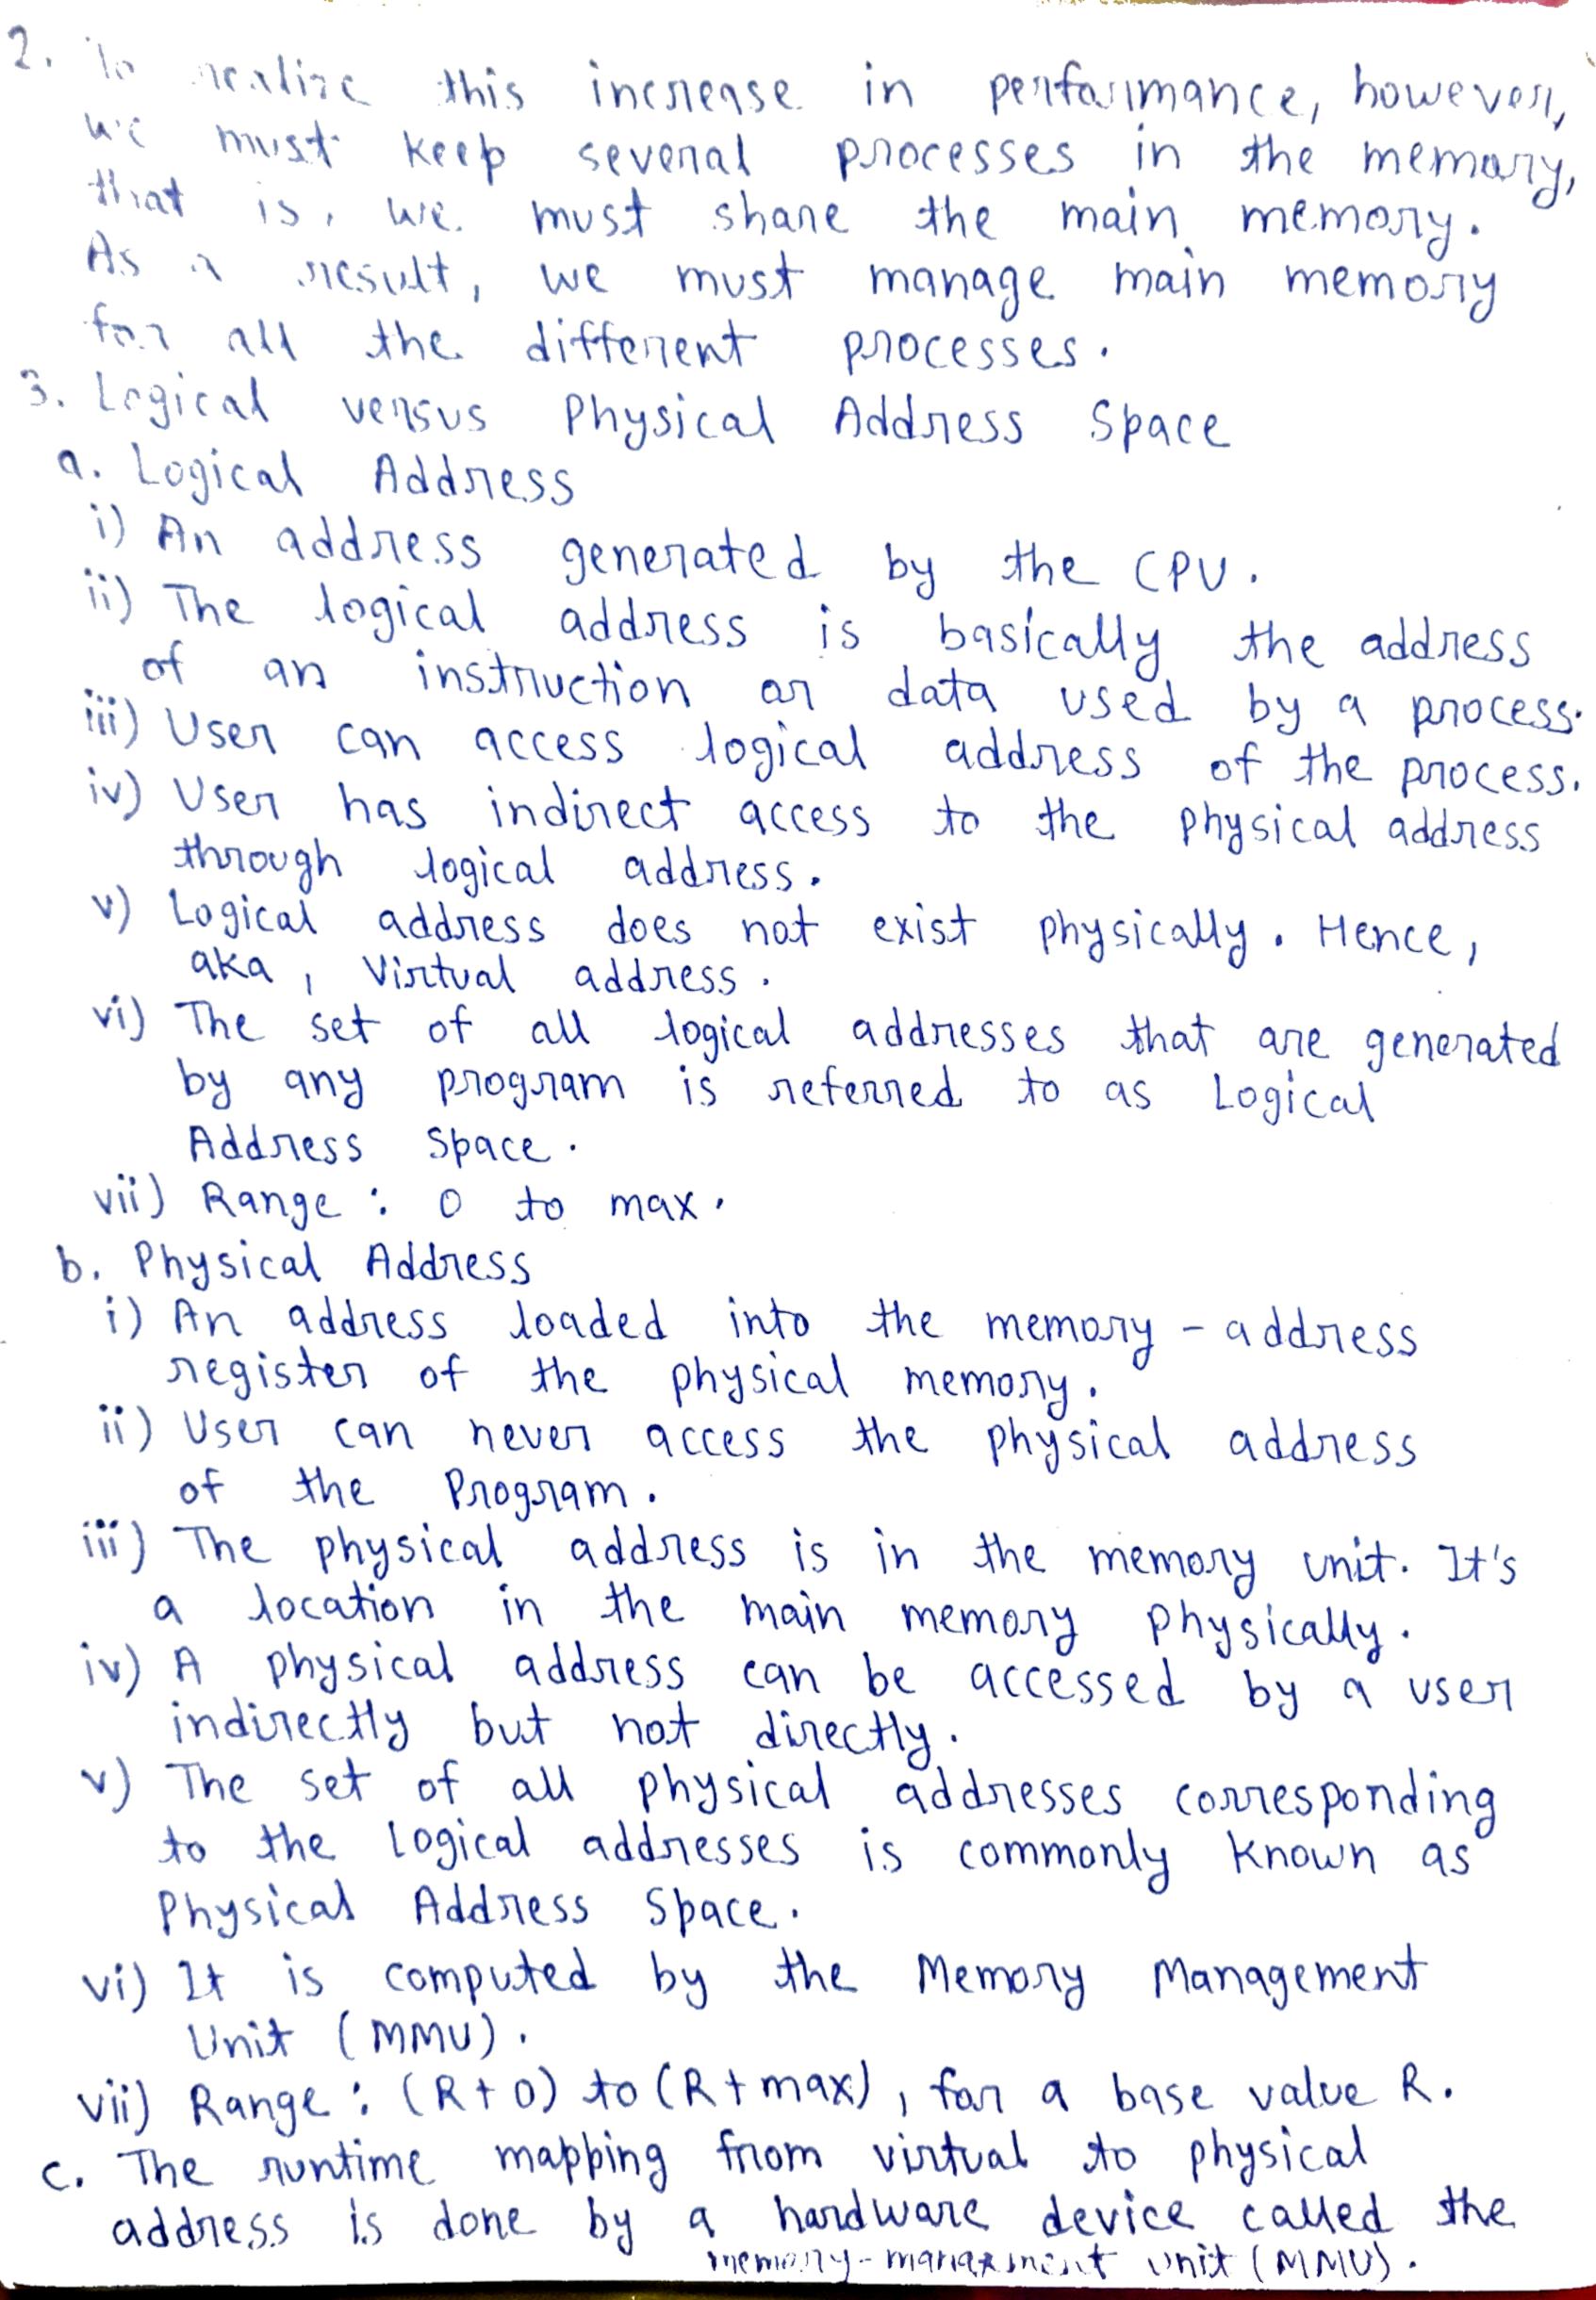 2. To realize this increase in performance, however,
we must keep several processes in the memory,
that is, we must share the main memory.
As a result, we must manage main memory
for all the different processes.
3. Logical versus Physical Address Space
a. Logical Address
i) An address generated by the CPU.
ii) The logical address is basically the address
of an instruction or data used by a process.
iii) User can access logical address of the process.
iv) User has indirect access to the physical address
through logical address.
v) Logical address does not exist physically. Hence,
aka, Virtual address.
vi) The set of all logical addresses that are generated
by any program is referred to as Logical
Address Space.
vii) Range : 0 to max.
b. Physical Address
i) An address loaded into the memory-address
register of the physical memory.
ii) User can never access the physical address
of the Program.
iii) The physical address is in the memory unit. It's
a location in the main memory physically.
iv) A physical address can be accessed by a user
indirectly but not directly.
v) The set of all physical addresses corresponding
to the Logical addresses is commonly known as
Physical Address Space.
vi) It is computed by the Memory Management
Unit (MMU).
vii) Range : (R+0) to (R+max), for a base value R.
c. The runtime mapping from virtual to physical
address is done by a hardware device called the
memory-management unit (MMU).